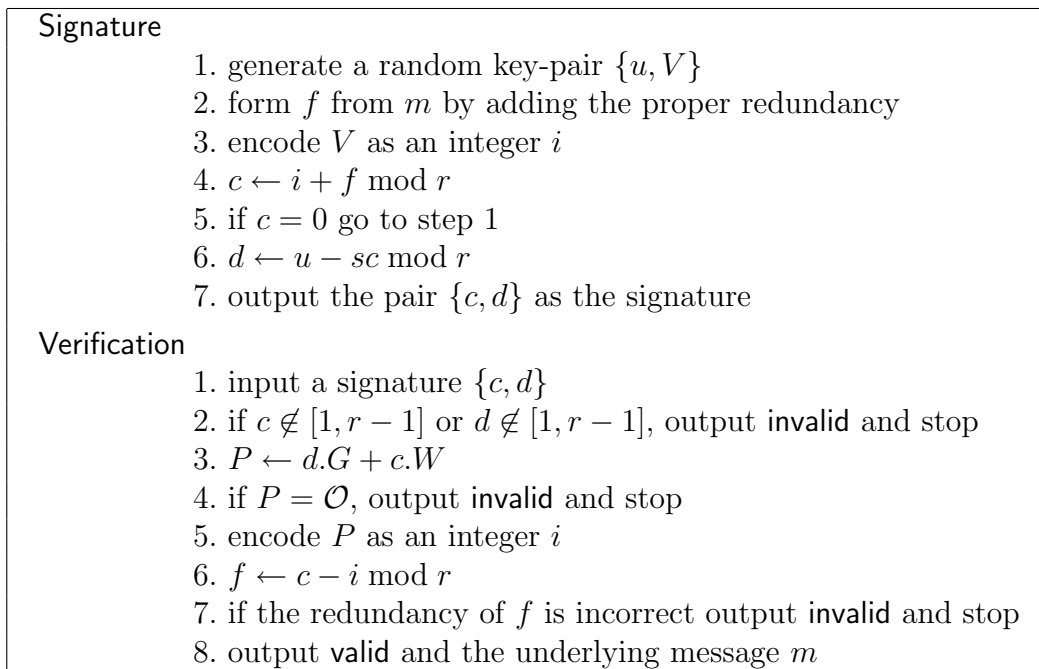 Signature
1. generate a random key-pair {u, V}
2. form f from m by adding the proper redundancy
3. encode V as an integer i
4. c ← i + f mod r
5. if c = 0 go to step 1
6. d ← u − sc mod r
7. output the pair {c, d} as the signature
Verification
1. input a signature {c, d}
2. if c ∉ [1, r − 1] or d ∉ [1, r − 1], output invalid and stop
3. P ← d.G + c.W
4. if P = 𝒪, output invalid and stop
5. encode P as an integer i
6. f ← c − i mod r
7. if the redundancy of f is incorrect output invalid and stop
8. output valid and the underlying message m